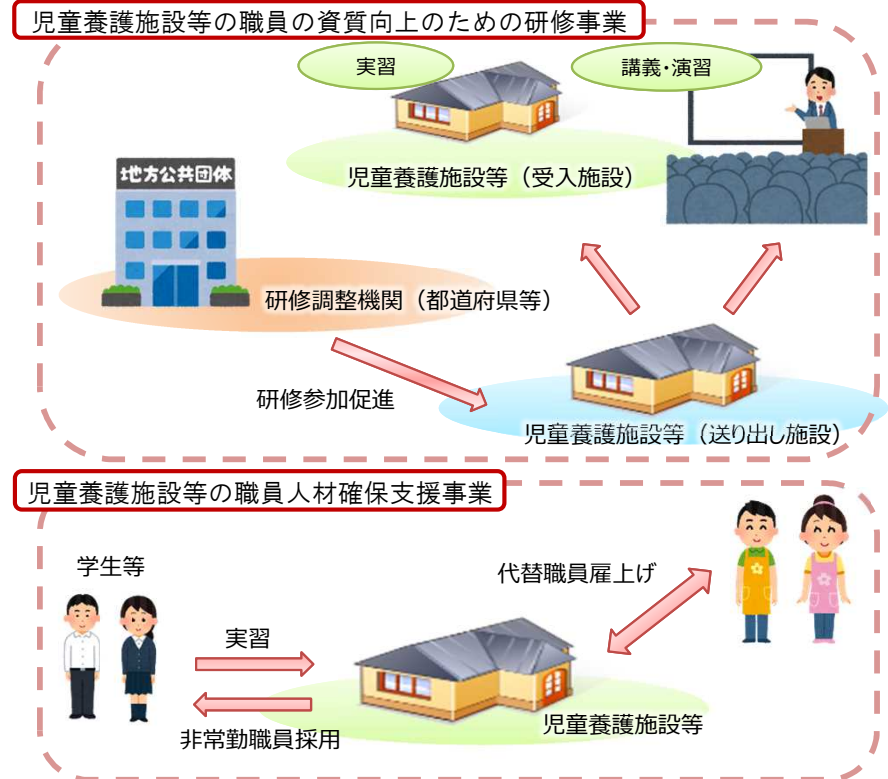 児童養護施設等の職員の資質向上のための研修事業
実習
講義・演習
児童養護施設等（受入施設）
地方公共団体
研修調整機関（都道府県等）
研修参加促進
児童養護施設等（送り出し施設）
児童養護施設等の職員人材確保支援事業
学生等
代替職員雇上げ
実習
児童養護施設等
非常勤職員採用